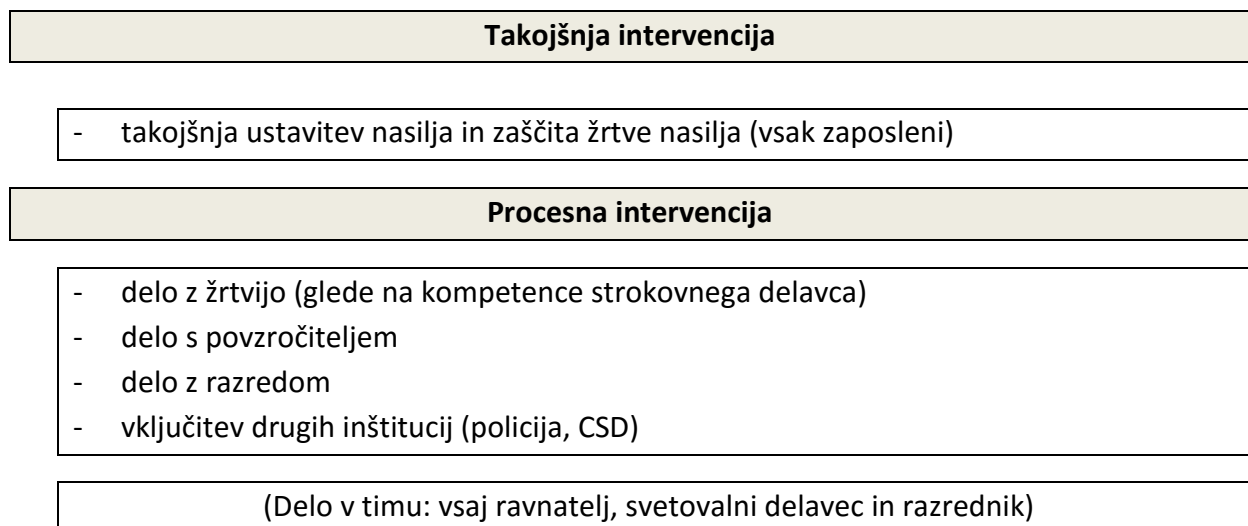 Takojšnja intervencija
- takojšnja ustavitev nasilja in zaščita žrtve nasilja (vsak zaposleni)
Procesna intervencija
- delo z žrtvijo (glede na kompetence strokovnega delavca)
- delo s povzročiteljem
- delo z razredom
- vključitev drugih inštitucij (policija, CSD)
(Delo v timu: vsaj ravnatelj, svetovalni delavec in razrednik)